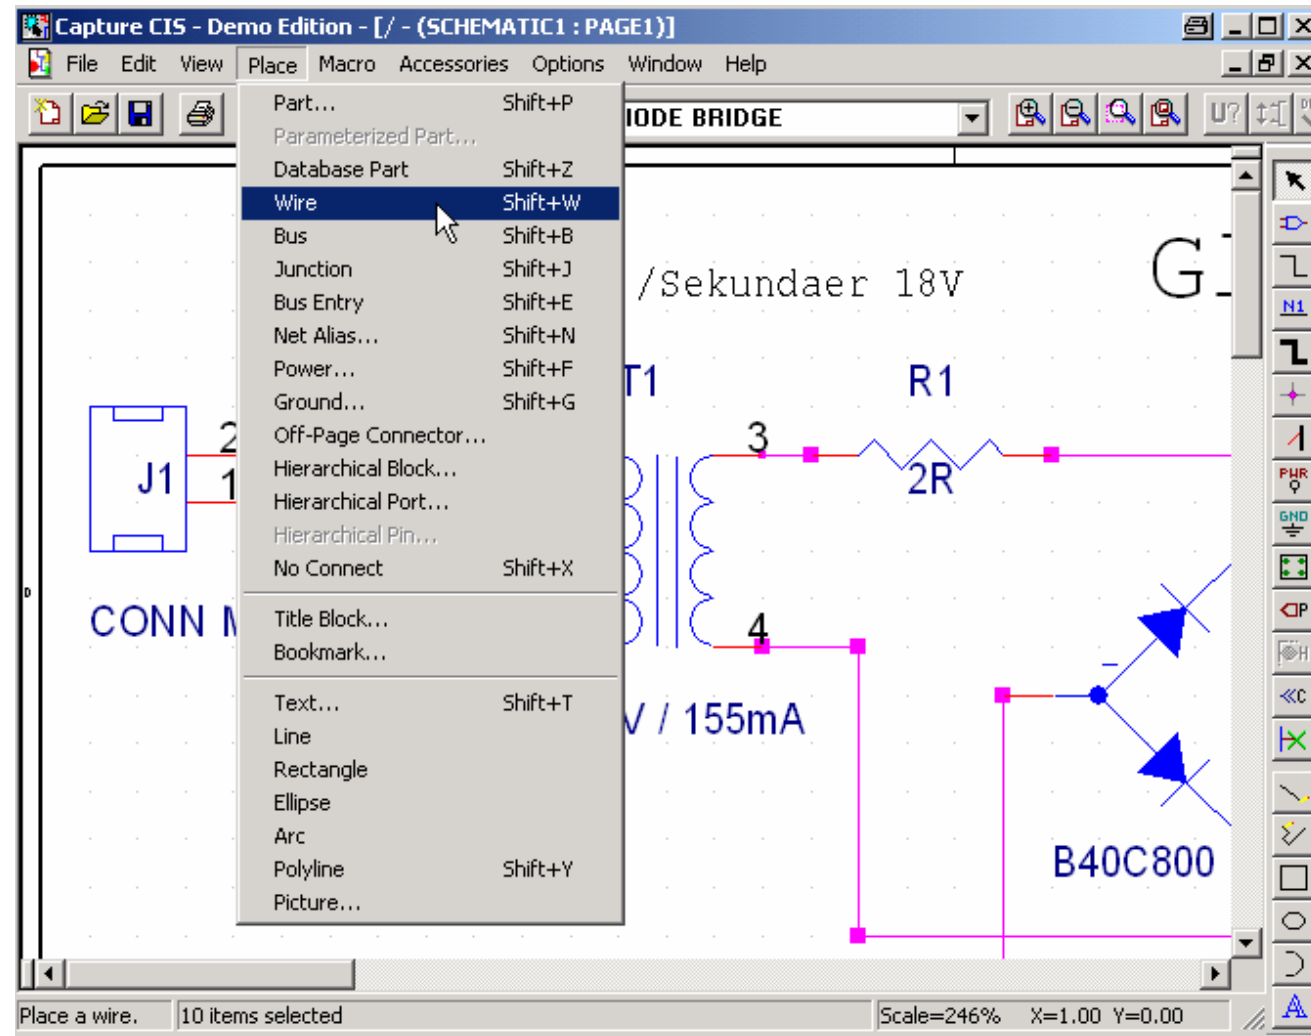 Capture CIS - Demo Edition - [/ - (SCHEMATIC1 : PAGE1)]
File Edit View Place Macro Accessories Options Window Help
IODE BRIDGE
U?
Part... Shift+P
Parameterized Part...
Database Part Shift+Z
Wire Shift+W
Bus Shift+B
Junction Shift+J
Bus Entry Shift+E
Net Alias... Shift+N
Power... Shift+F
Ground... Shift+G
Off-Page Connector...
Hierarchical Block...
Hierarchical Port...
Hierarchical Pin...
No Connect Shift+X
Title Block...
Bookmark...
Text... Shift+T
Line
Rectangle
Ellipse
Arc
Polyline Shift+Y
Picture...
/Sekundaer 18V
T1
R1
2R
3
4
2
1
J1
CONN
V / 155mA
B40C800
D
N1
PWR
GND
P
H
C
A
Place a wire. 10 items selected Scale=246% X=1.00 Y=0.00